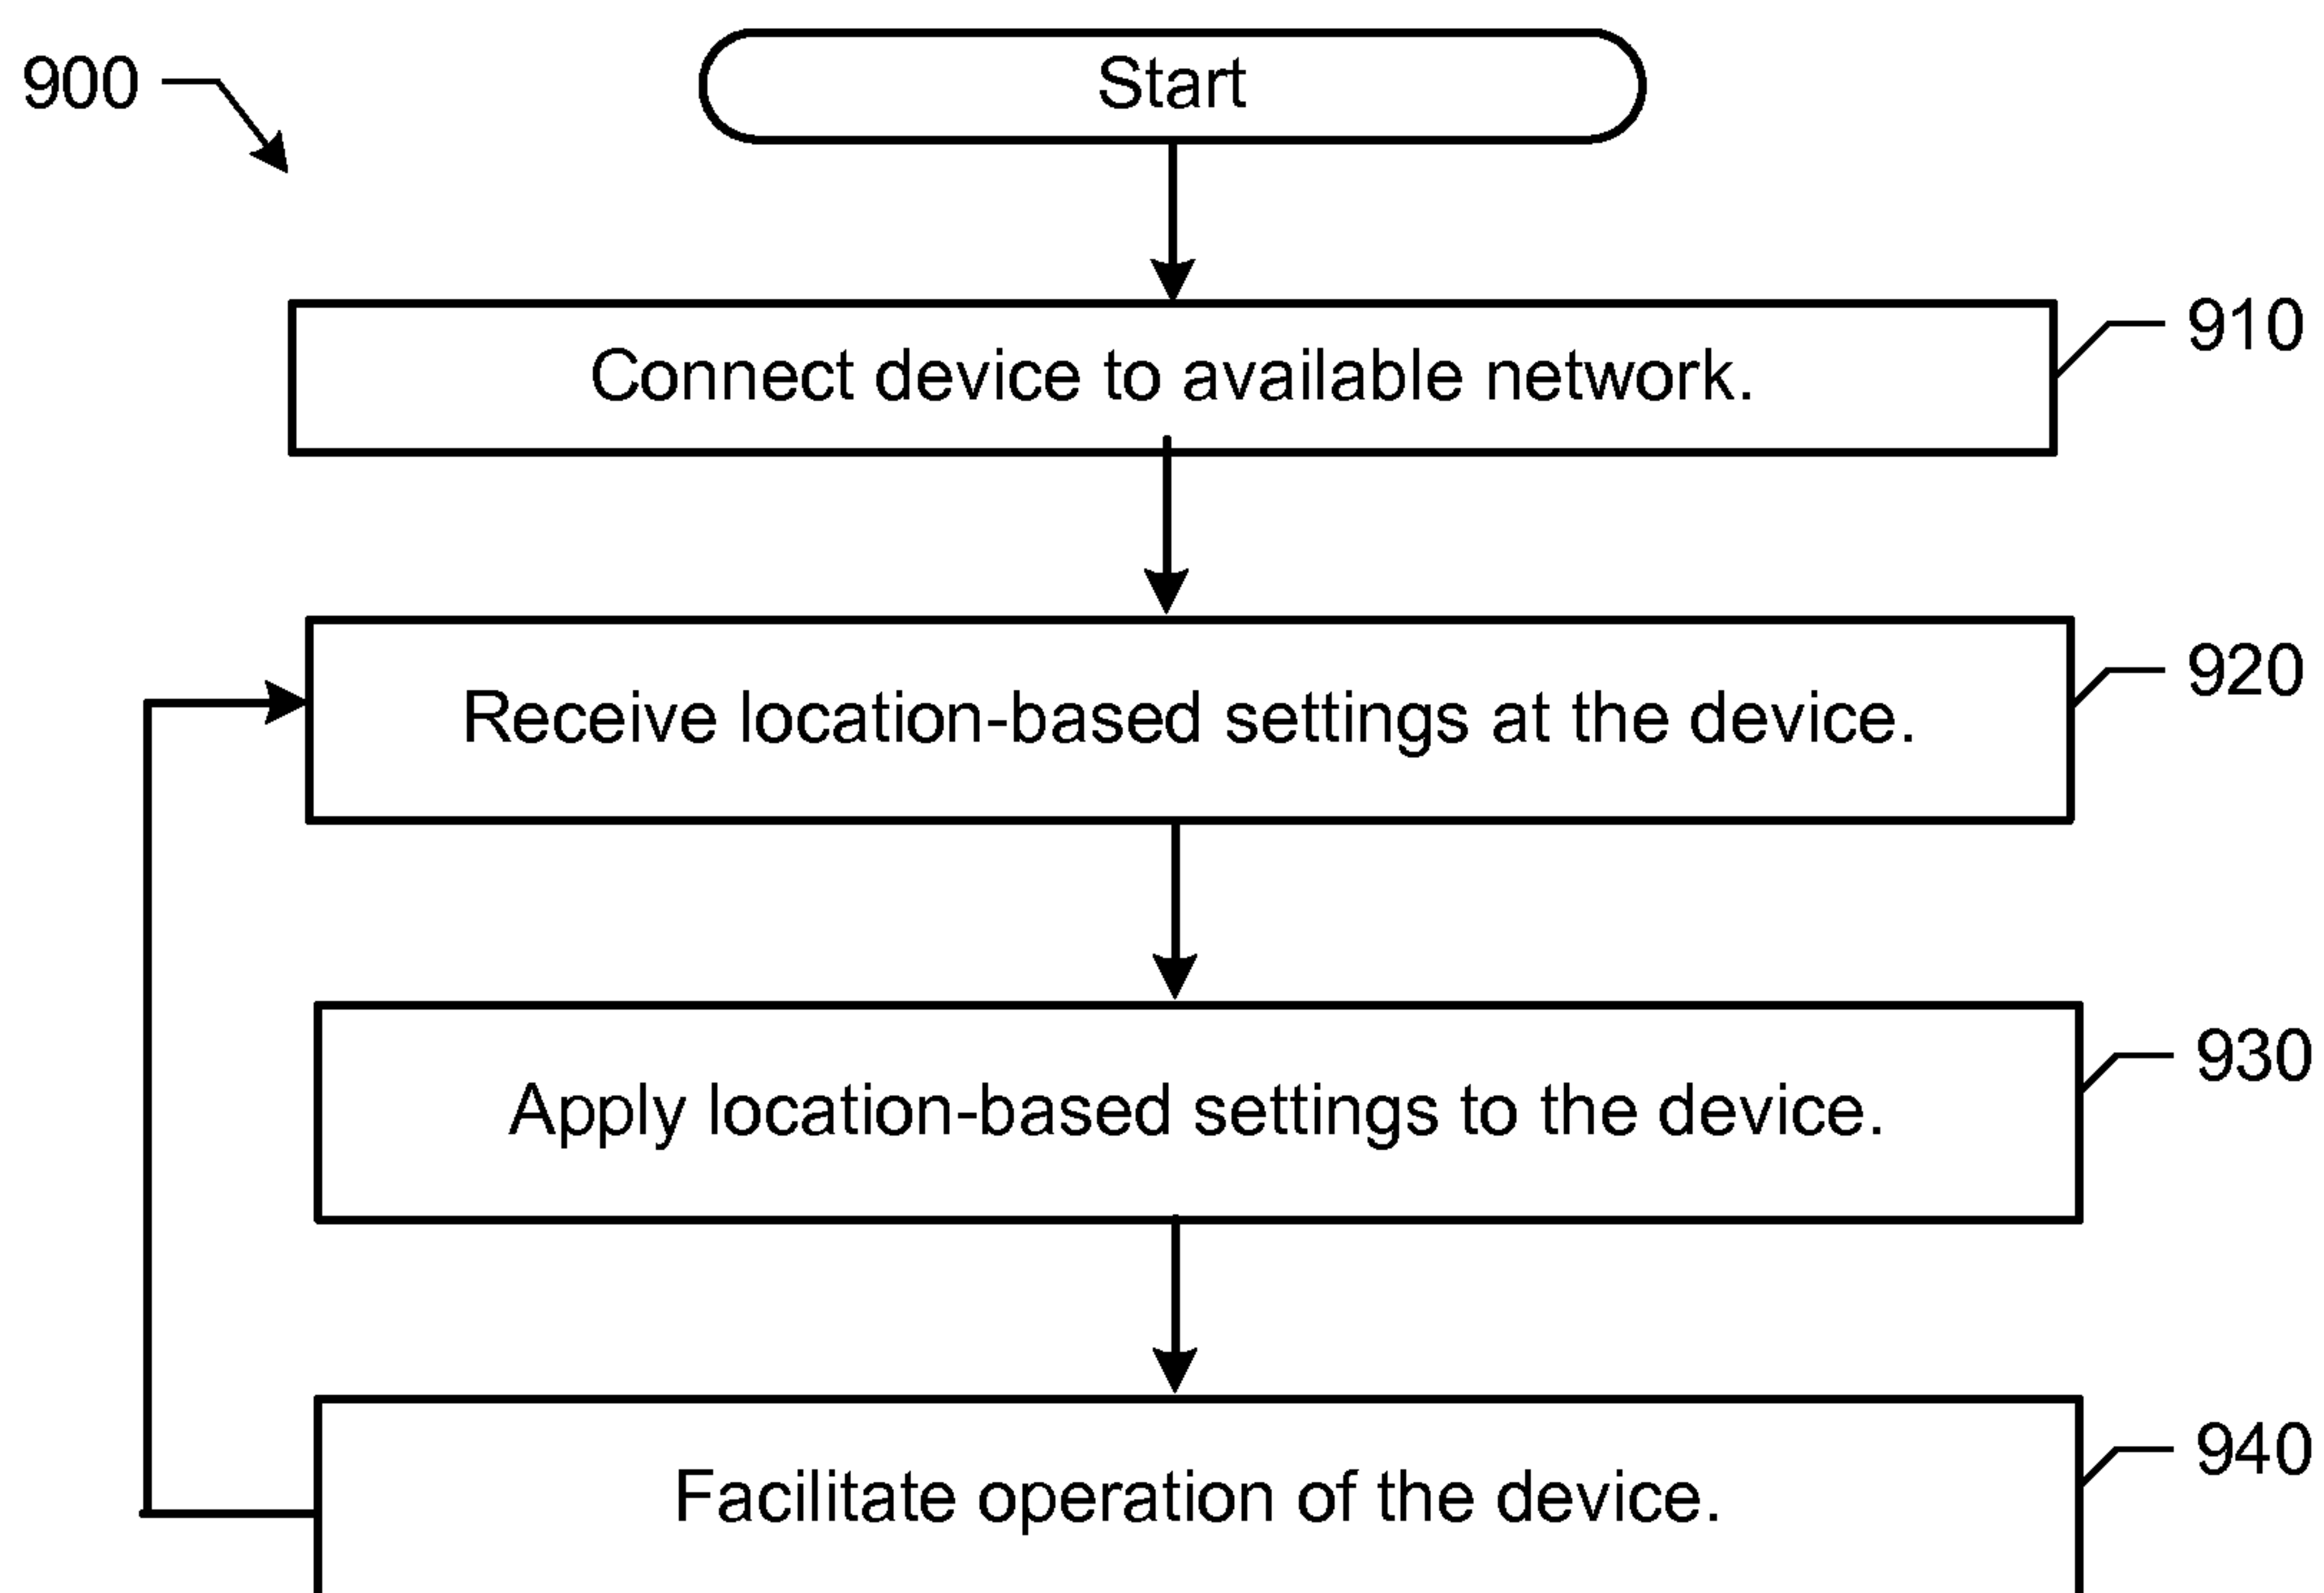 900
Start
Connect device to available network.
910
Receive location-based settings at the device.
920
Apply location-based settings to the device.
930
Facilitate operation of the device.
940